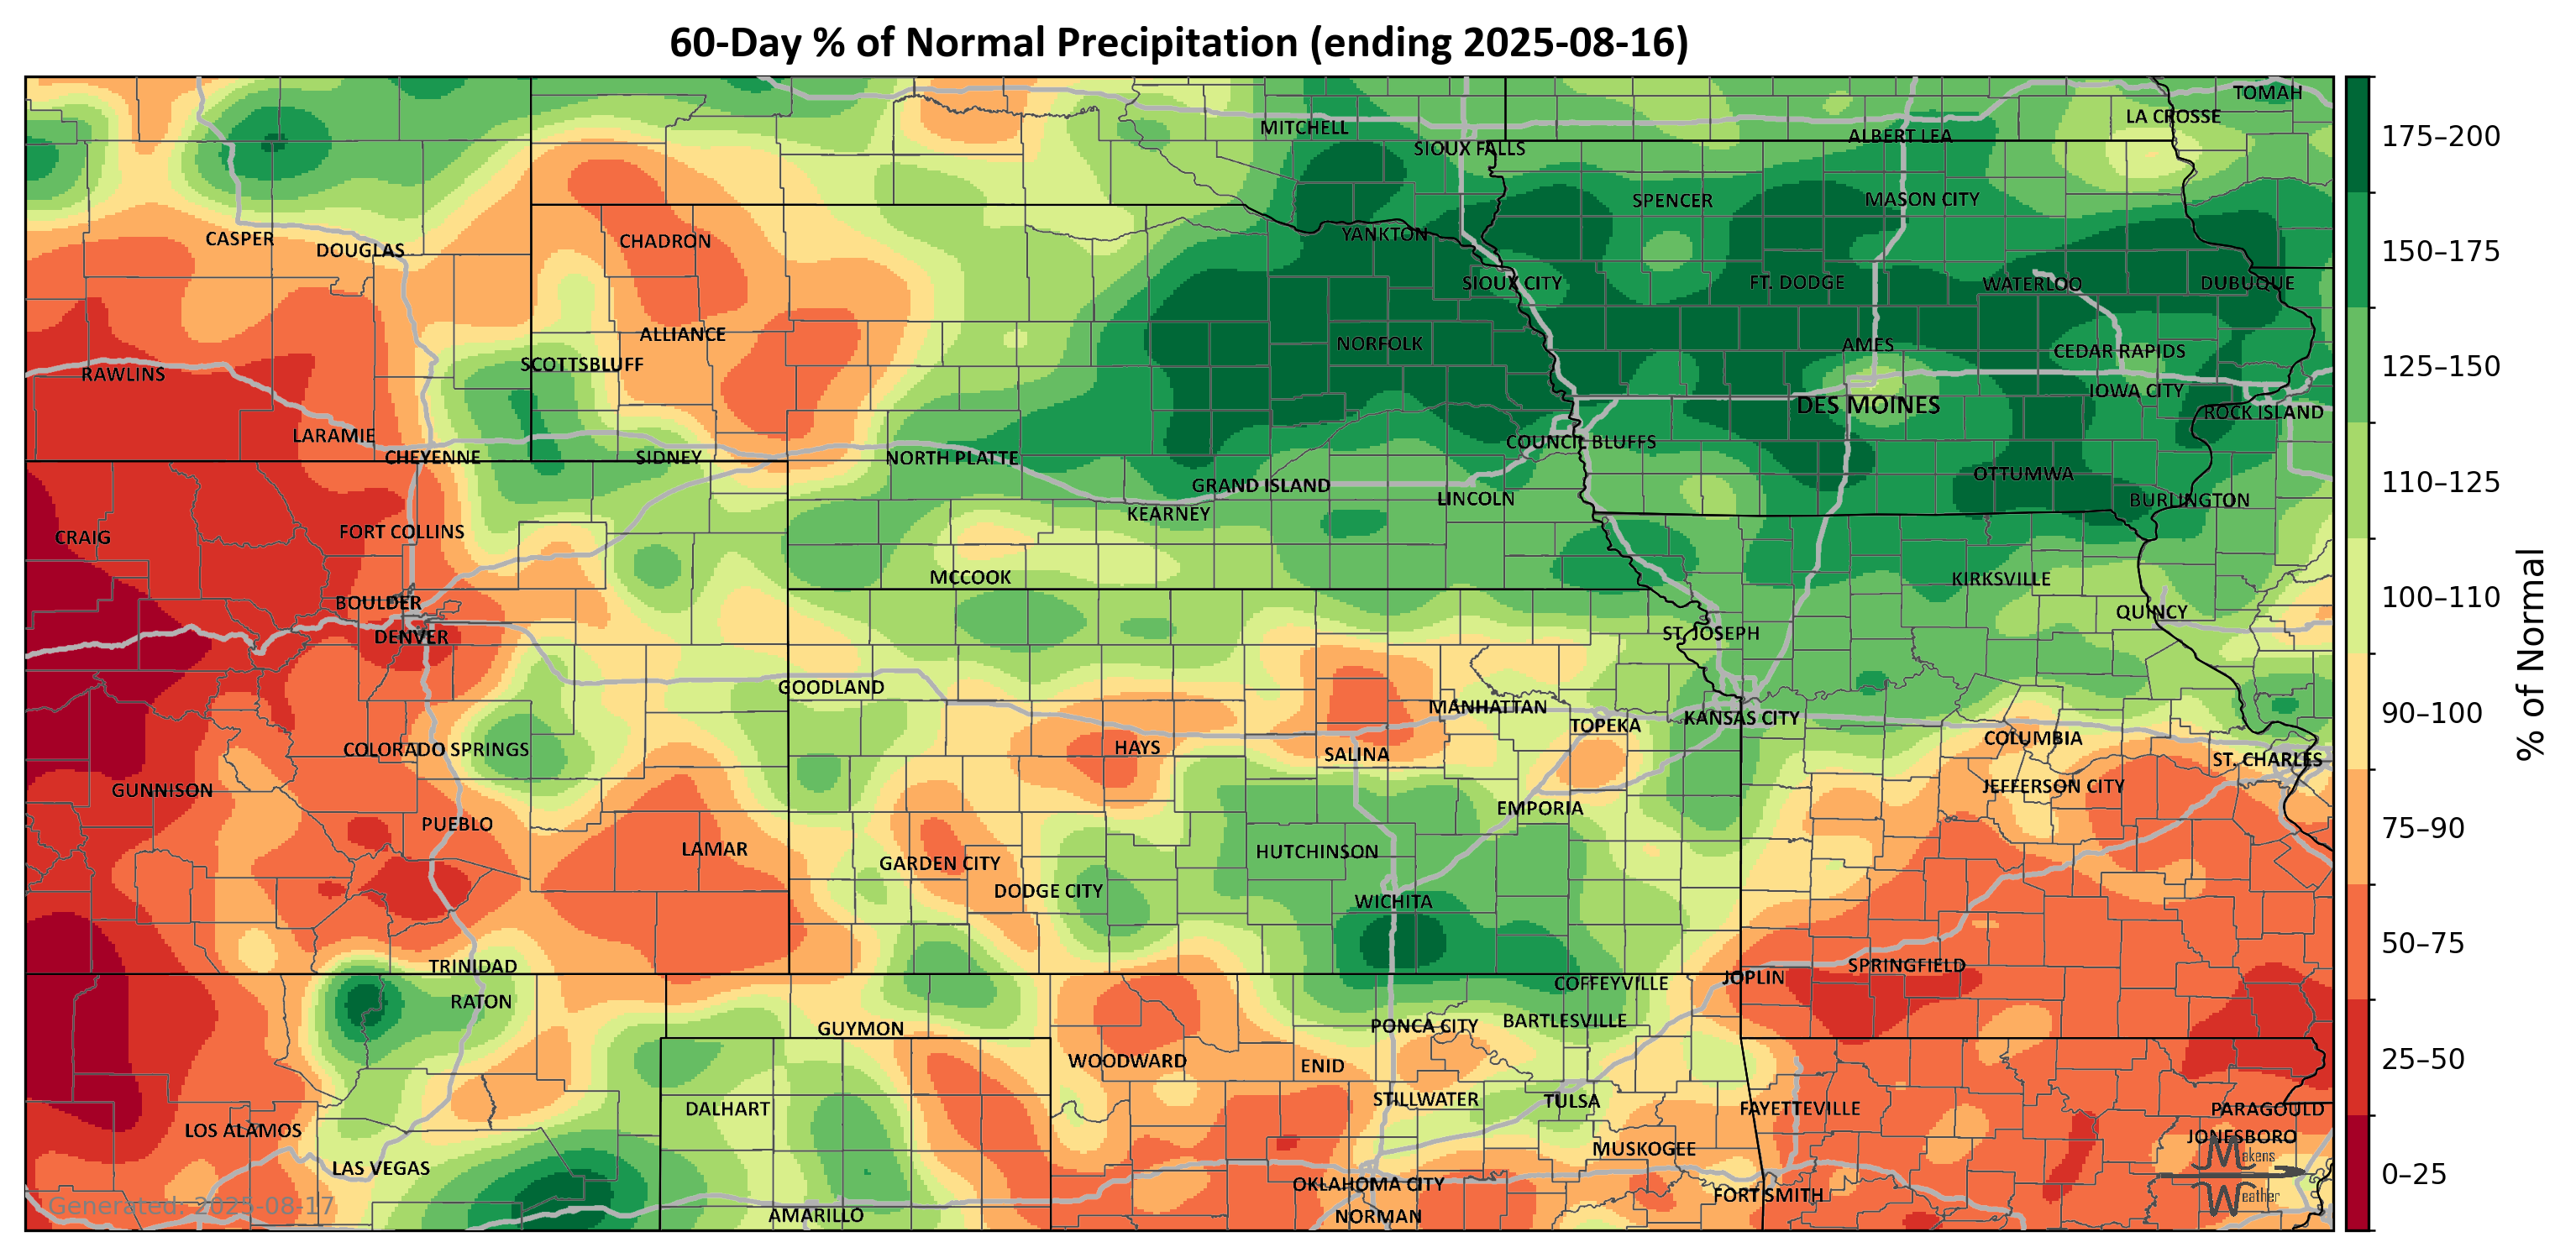 60-Day % of Normal Precipitation (ending 2025-08-16)
TOMAH
LA CROSSE
MITCHELL
ALBERT LEA
SIOUX FALLS
SPENCER
MASON CITY
YANKTON
CASPER
CHADRON
DOUGLAS
SIOUX CITY
FT. DODGE
WATERLOO
DUBUQUE
ALLIANCE
NORFOLK
AMES
CEDAR RAPIDS
SCOTTSBLUFF
RAWLINS
IOWA CITY
DES MOINES
ROCK ISLAND
LARAMIE
COUNCIL BLUFFS
CHEYENNE
SIDNEY
NORTH PLATTE
OTTUMWA
GRAND ISLAND
LINCOLN
BURLINGTON
KEARNEY
FORT COLLINS
CRAIG
MCCOOK
KIRKSVILLE
BOULDER
QUINCY
DENVER
ST. JOSEPH
GOODLAND
MANHATTAN
KANSAS CITY
TOPEKA
COLUMBIA
COLORADO SPRINGS
HAYS
SALINA
ST. CHARLES
JEFFERSON CITY
GUNNISON
EMPORIA
PUEBLO
LAMAR
HUTCHINSON
GARDEN CITY
DODGE CITY
WICHITA
TRINIDAD
SPRINGFIELD
JOPLIN
COFFEYVILLE
RATON
BARTLESVILLE
PONCA CITY
GUYMON
WOODWARD
ENID
STILLWATER
TULSA
DALHART
FAYETTEVILLE
PARAGOULD
LOS ALAMOS
JONESBORO
MUSKOGEE
LAS VEGAS
OKLAHOMA CITY
FORT SMITH
AMARILLO
NORMAN
Makens
Weather
Generated: 2025-08-17
175–200
150–175
125–150
110–125
100–110
90–100
75–90
50–75
25–50
0–25
% of Normal